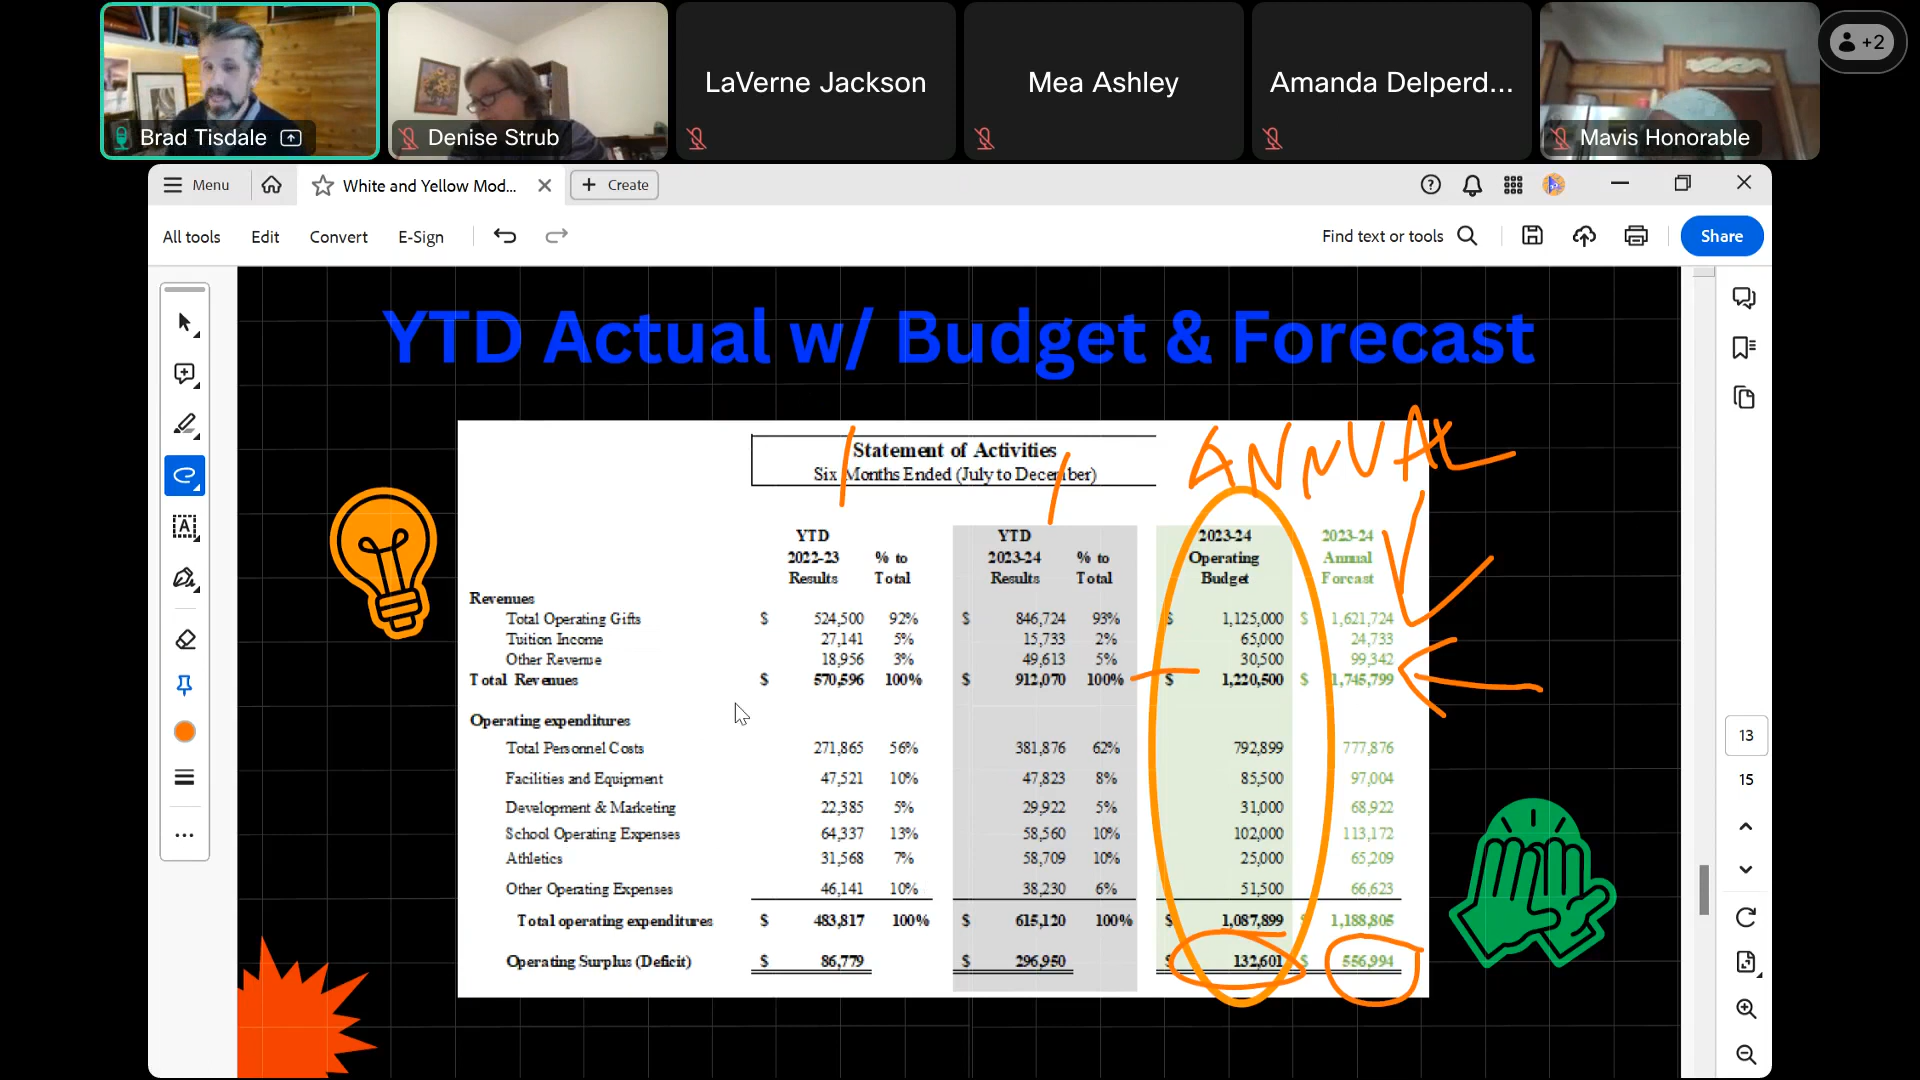 +2
LaVerne Jackson
Mea Ashley
Amanda Delperd...
Brad Tisdale
Denise Strub
Mavis Honorable
Menu
White and Yellow Mod...
Create
All tools
Edit
Convert
E-Sign
Find text or tools
Share
YTD Actual w/ Budget & Forecast
ANNUAL
Statement of Activities
Six Months Ended (July to December)
YTD YTD 2023-24 2023-24
2022-23 % to 2023-24 % to Operating Annual
Results Total Results Total Budget Forcast
Revenues
Total Operating Gifts $ 524,500 92% $ 846,724 93% $ 1,125,000 $ 1,621,724
Tuition Income 27,141 5% 15,733 2% 65,000 24,733
Other Revenue 18,956 3% 49,613 5% 30,500 99,342
Total Revenues $ 570,596 100% $ 912,070 100% $ 1,220,500 $ 1,745,799
Operating expenditures
Total Personnel Costs 271,865 56% 381,876 62% 792,899 777,876
Facilities and Equipment 47,521 10% 47,823 8% 85,500 97,004
Development & Marketing 22,385 5% 29,922 5% 31,000 68,922
School Operating Expenses 64,337 13% 58,560 10% 102,000 113,172
Athletics 31,568 7% 58,709 10% 25,000 65,209
Other Operating Expenses 46,141 10% 38,230 6% 51,500 66,623
Total operating expenditures $ 483,817 100% $ 615,120 100% $ 1,087,899 $ 1,188,805
Operating Surplus (Deficit) $ 86,779 $ 296,950 $ 132,601 $ 556,994
13
15